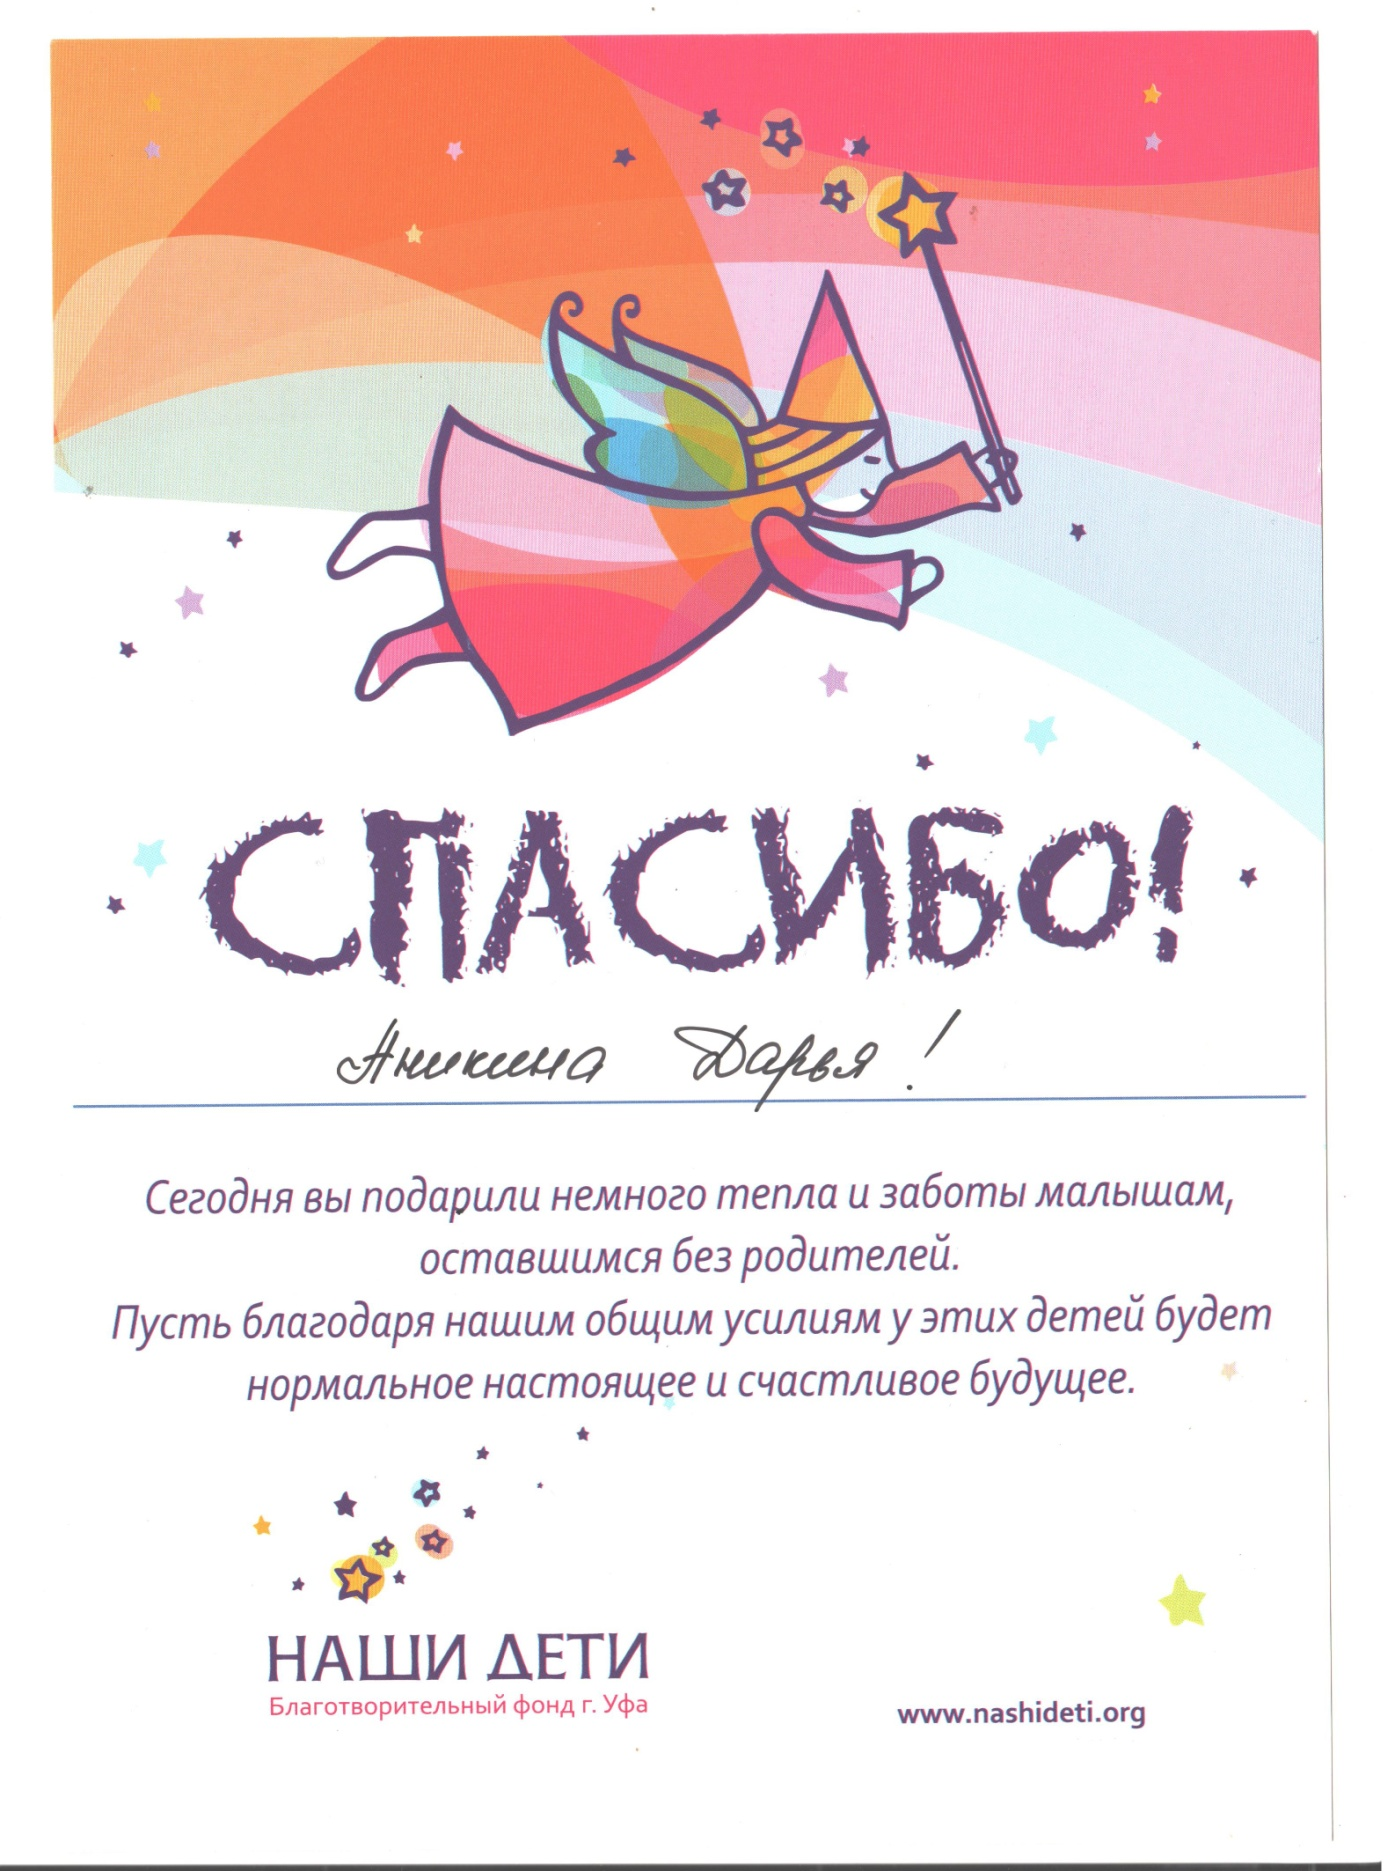 СПАСИБО!
Аникина Дарья!
Сегодня вы подарили немного тепла и заботы малышам,
оставшимся без родителей.
Пусть благодаря нашим общим усилиям у этих детей будет
нормальное настоящее и счастливое будущее.
НАШИ ДЕТИ
Благотворительный фонд г. Уфа
www.nashideti.org